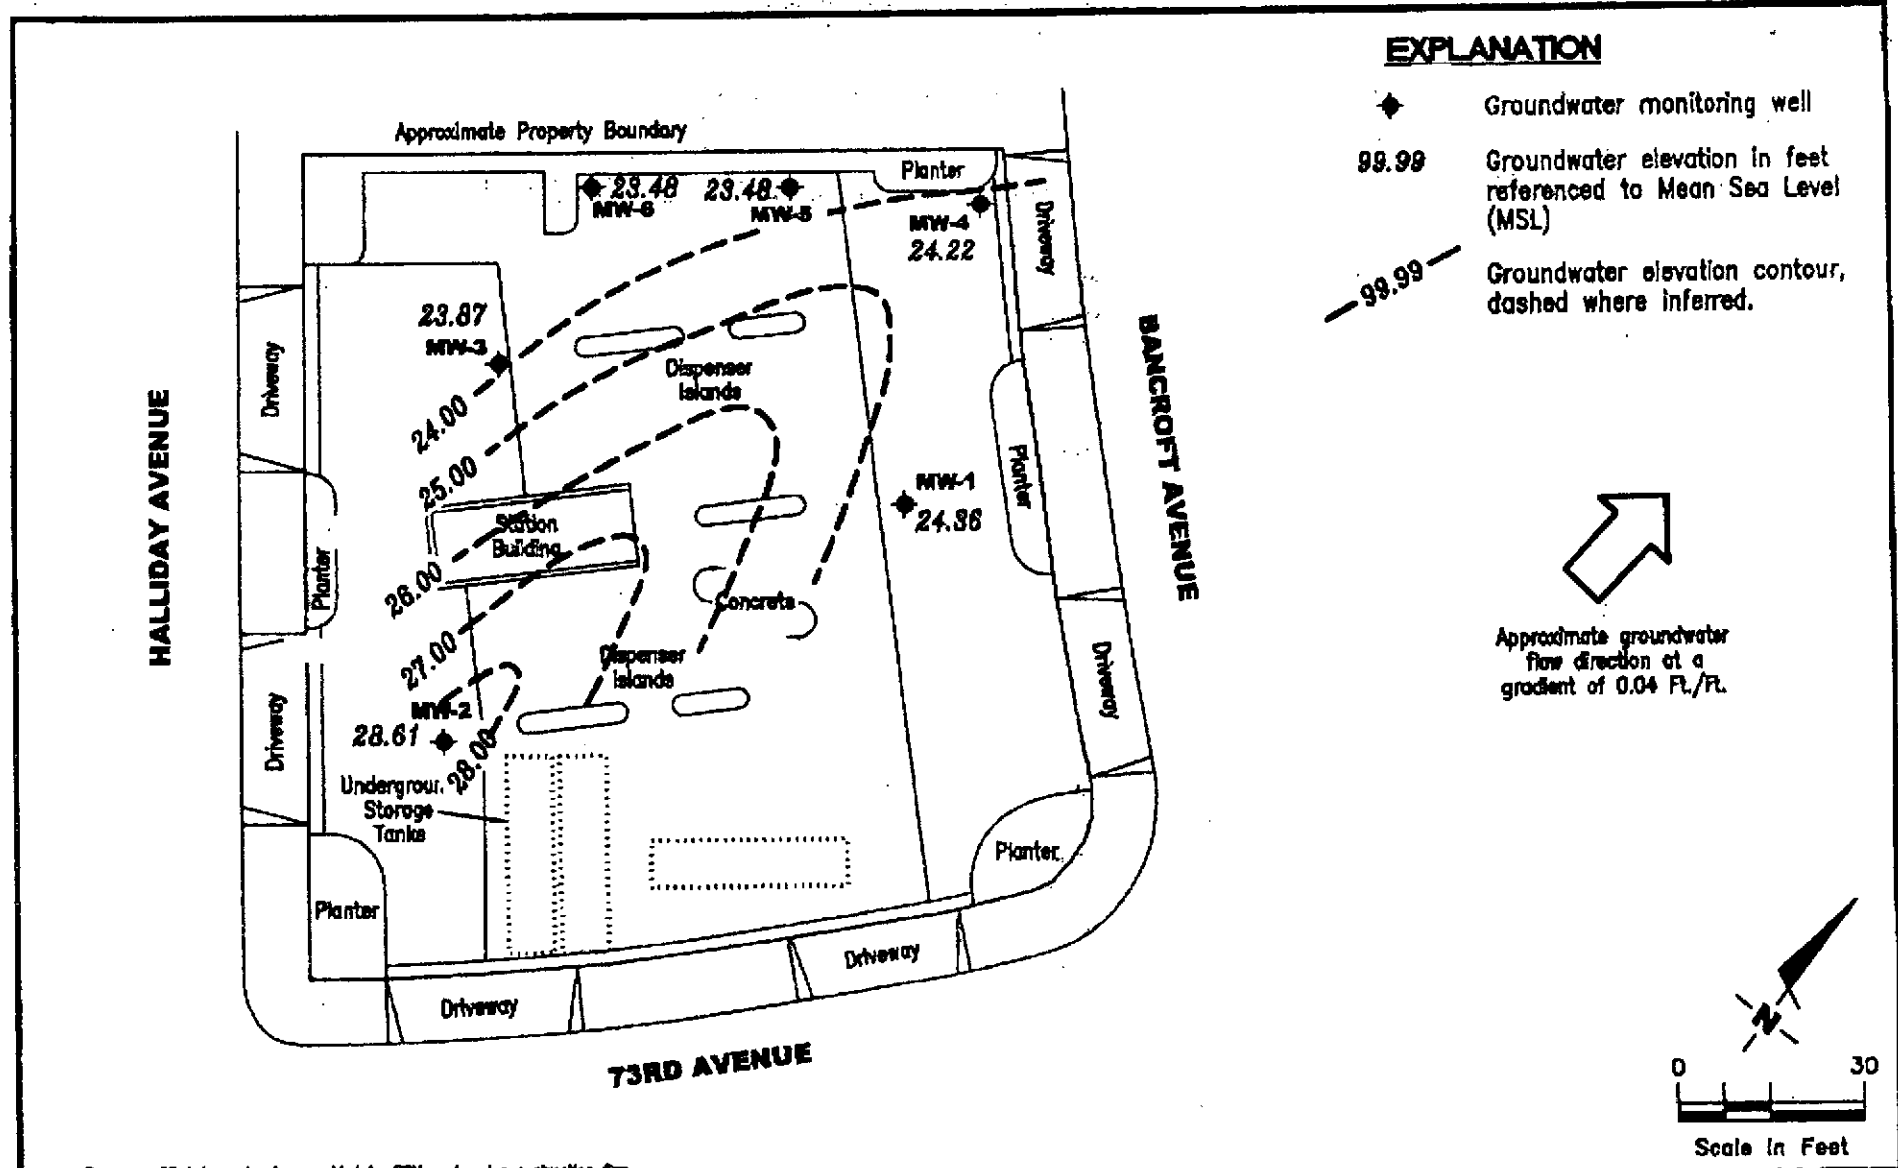 EXPLANATION
Groundwater monitoring well
99.99
Groundwater elevation in feet
referenced to Mean Sea Level
(MSL)
99.99
Groundwater elevation contour,
dashed where inferred.
Approximate Property Boundary
Planter
23.48
MW-6
23.48
MW-5
MW-4
24.22
Driveway
23.87
MW-3
Dispenser
Islands
24.00
25.00
Driveway
HALLIDAY AVENUE
BANCROFT AVENUE
MW-1
24.36
Planter
Station
Building
Planter
26.00
Concrete
27.00
Dispenser
Islands
Driveway
MW-2
28.61
28.00
Driveway
Undergroun
Storage
Tanks
Planter
Planter
Driveway
Driveway
73RD AVENUE
Approximate groundwater
flow direction at a
gradient of 0.04 Ft./Ft.
N
0 30
Scale in Feet